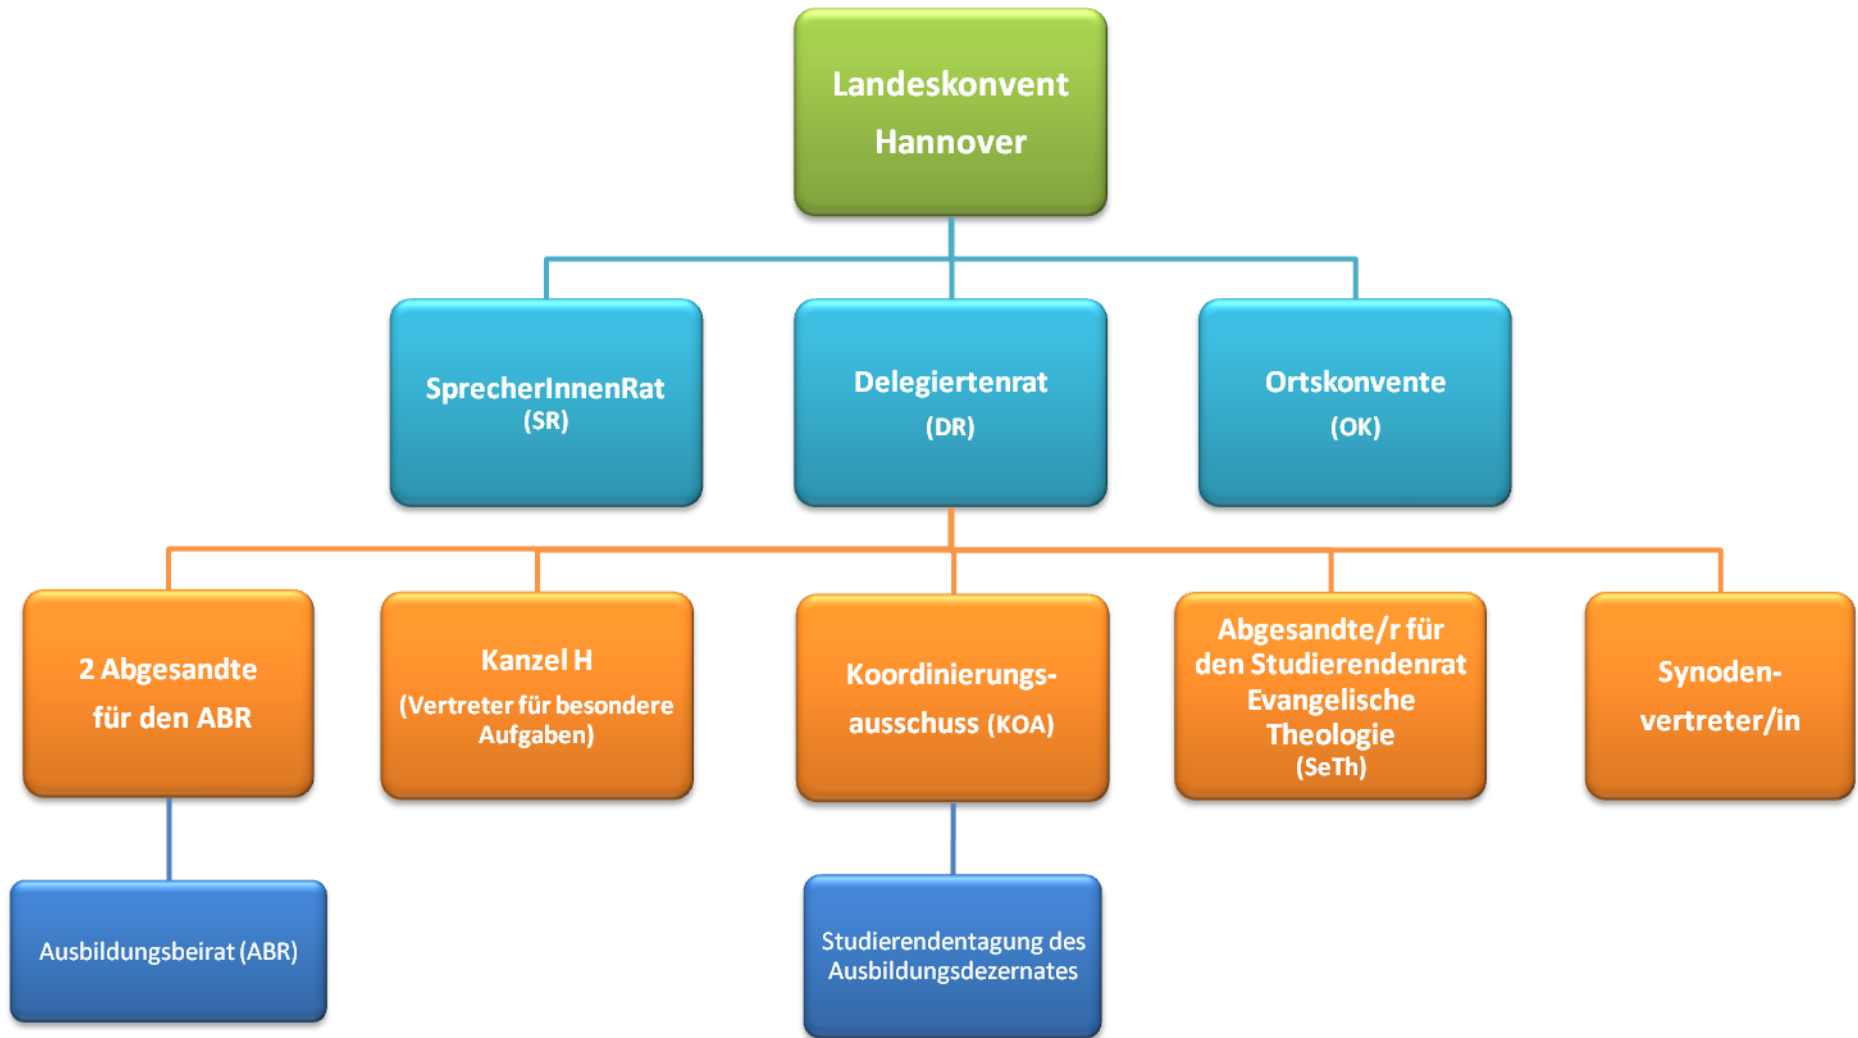 Landeskonvent
Hannover
SprecherInnenRat
(SR)
Delegiertenrat
(DR)
Ortskonvente
(OK)
2 Abgesandte
für den ABR
Kanzel H
(Vertreter für besondere
Aufgaben)
Koordinierungs-
ausschuss (KOA)
Abgesandte/r für
den Studierendenrat
Evangelische
Theologie
(SeTh)
Synoden-
vertreter/in
Ausbildungsbeirat (ABR)
Studierendentagung des
Ausbildungsdezernates